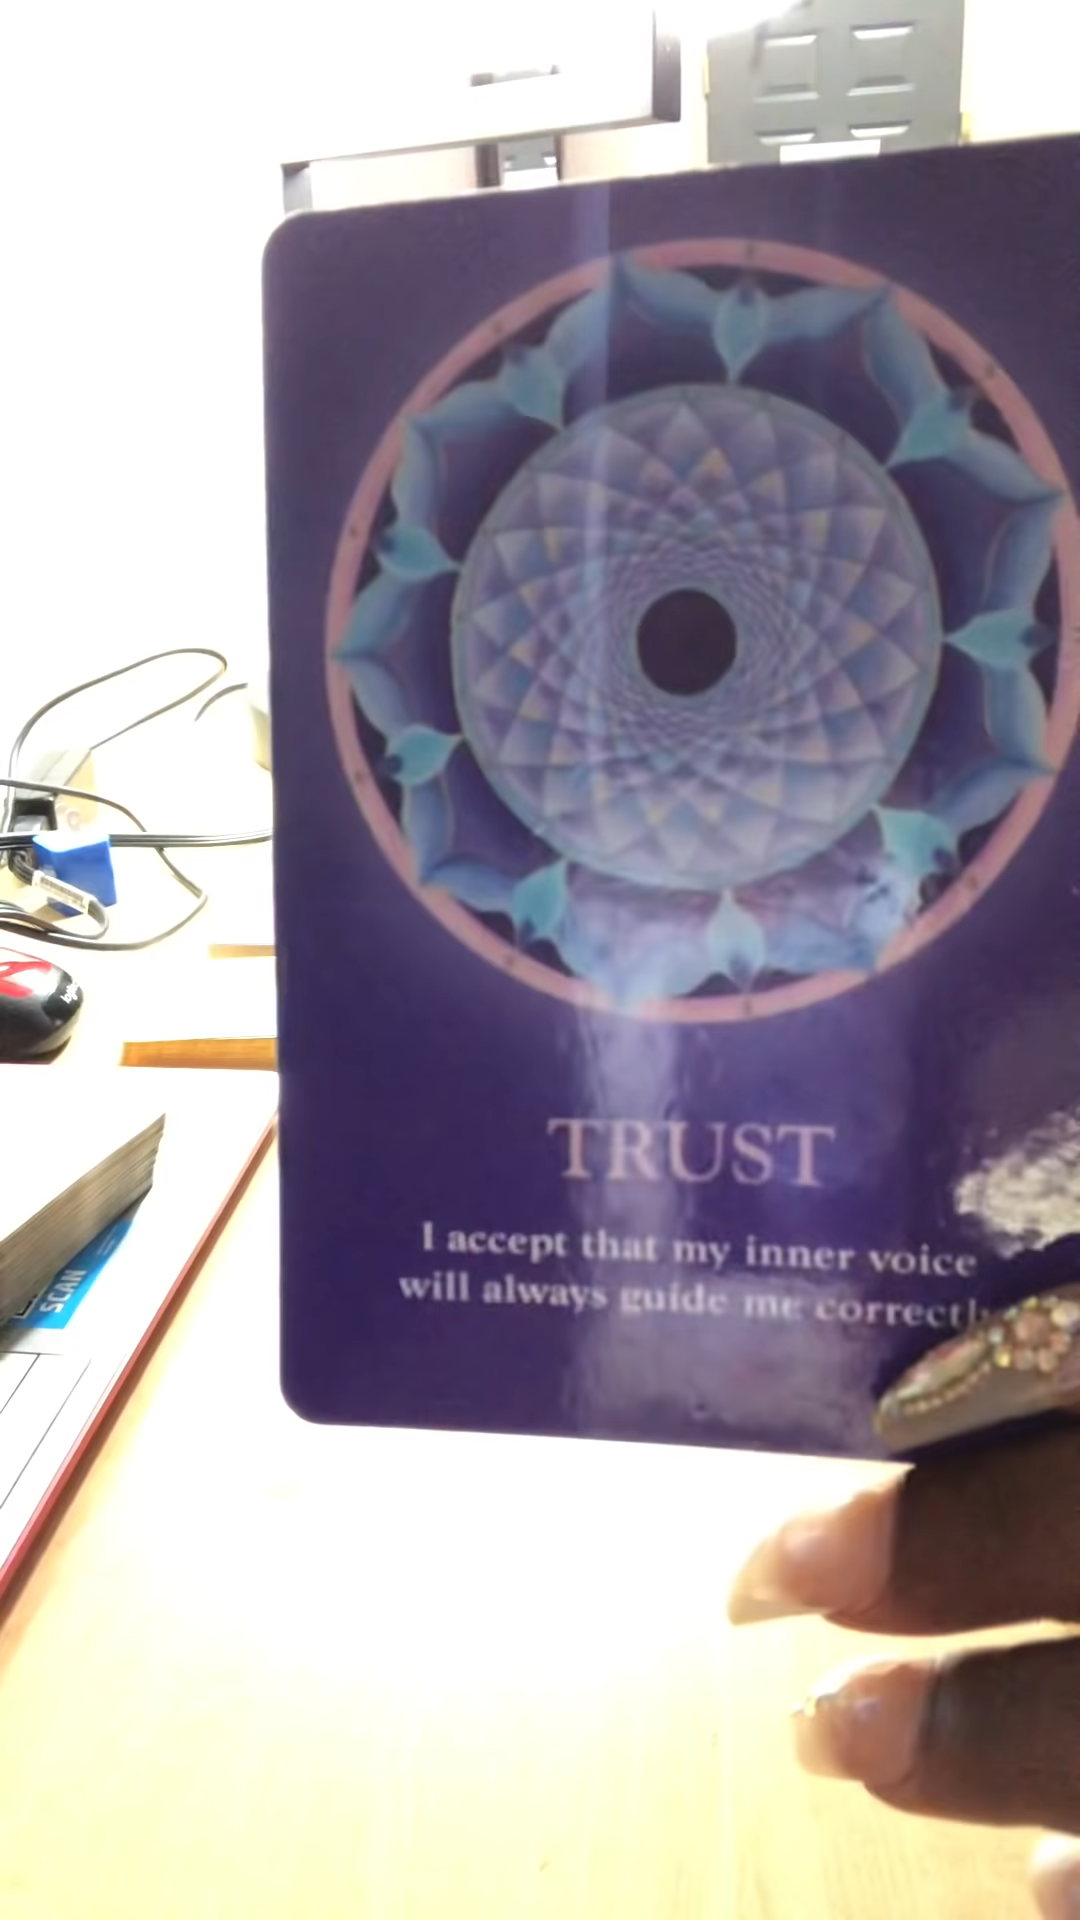 TRUST
I accept that my inner voice
will always guide me correctly
SCAN